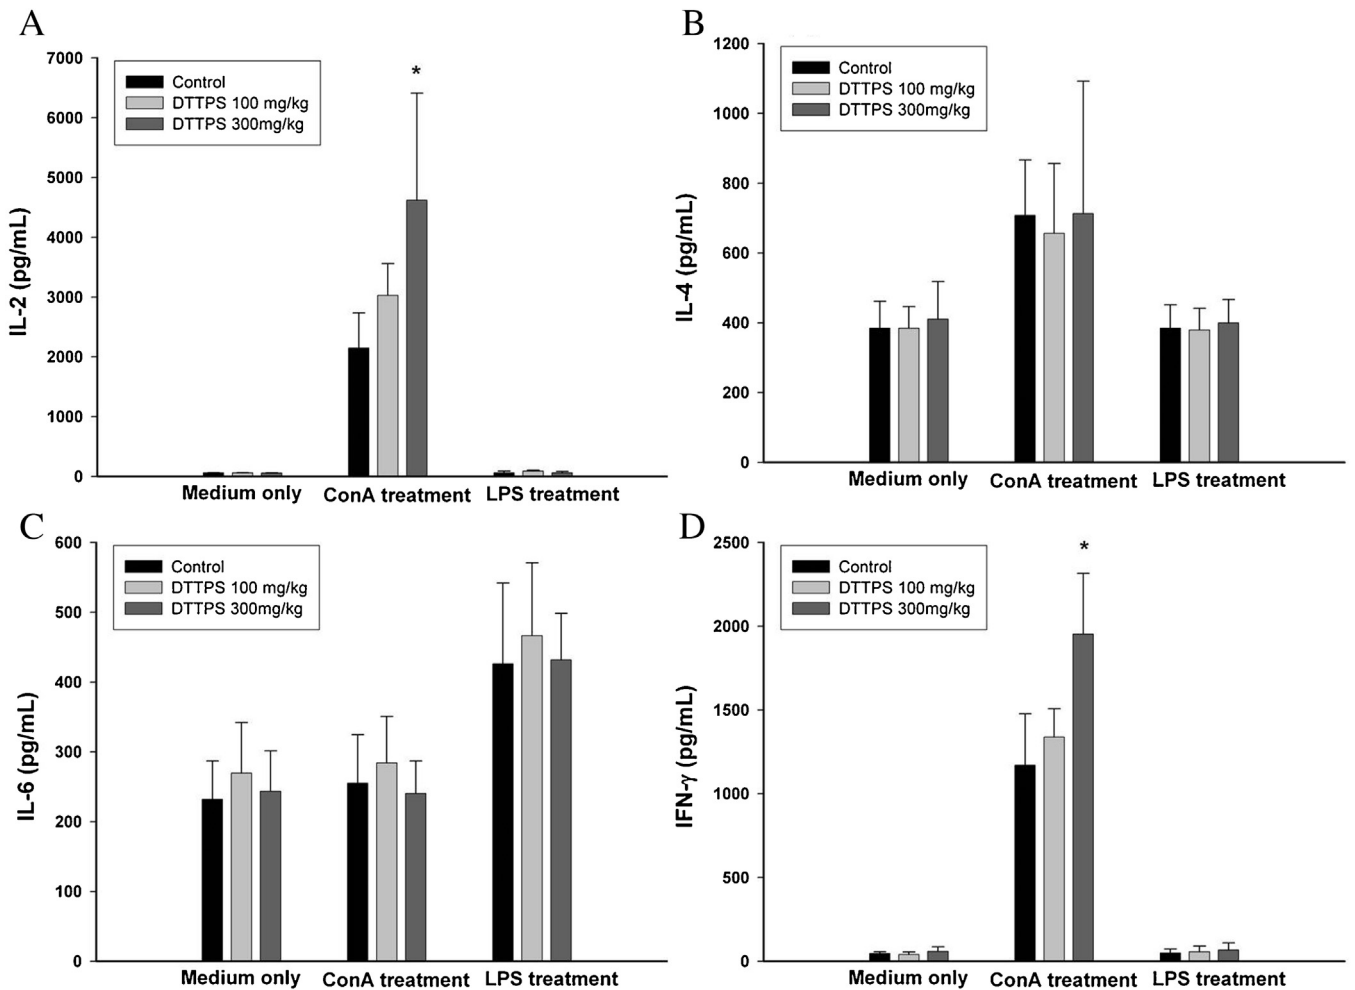 A
7000
6000
5000
4000
3000
2000
1000
0
IL-2 (pg/mL)
Control
DTTPS 100 mg/kg
DTTPS 300mg/kg
*
Medium only
ConA treatment
LPS treatment
B
1200
1000
800
600
400
200
0
IL-4 (pg/mL)
Control
DTTPS 100 mg/kg
DTTPS 300mg/kg
Medium only
ConA treatment
LPS treatment
C
600
500
400
300
200
100
0
IL-6 (pg/mL)
Control
DTTPS 100 mg/kg
DTTPS 300mg/kg
Medium only
ConA treatment
LPS treatment
D
2500
2000
1500
1000
500
0
IFN-γ (pg/mL)
Control
DTTPS 100 mg/kg
DTTPS 300mg/kg
*
Medium only
ConA treatment
LPS treatment